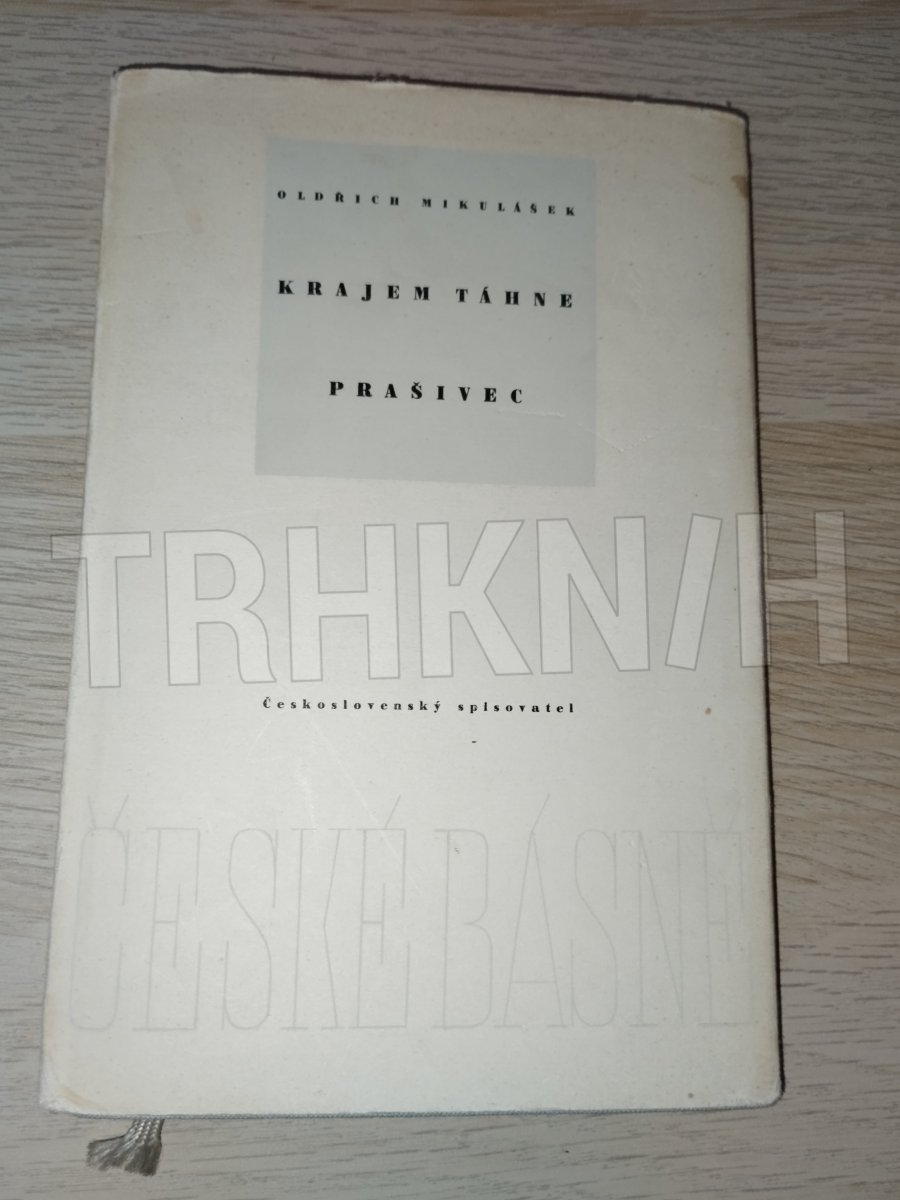 OLDŘICH MIKULÁŠEK
KRAJEM TÁHNE
PRAŠIVEC
TRHKNIH
Československý spisovatel
ČESKÉ BÁSNĚ